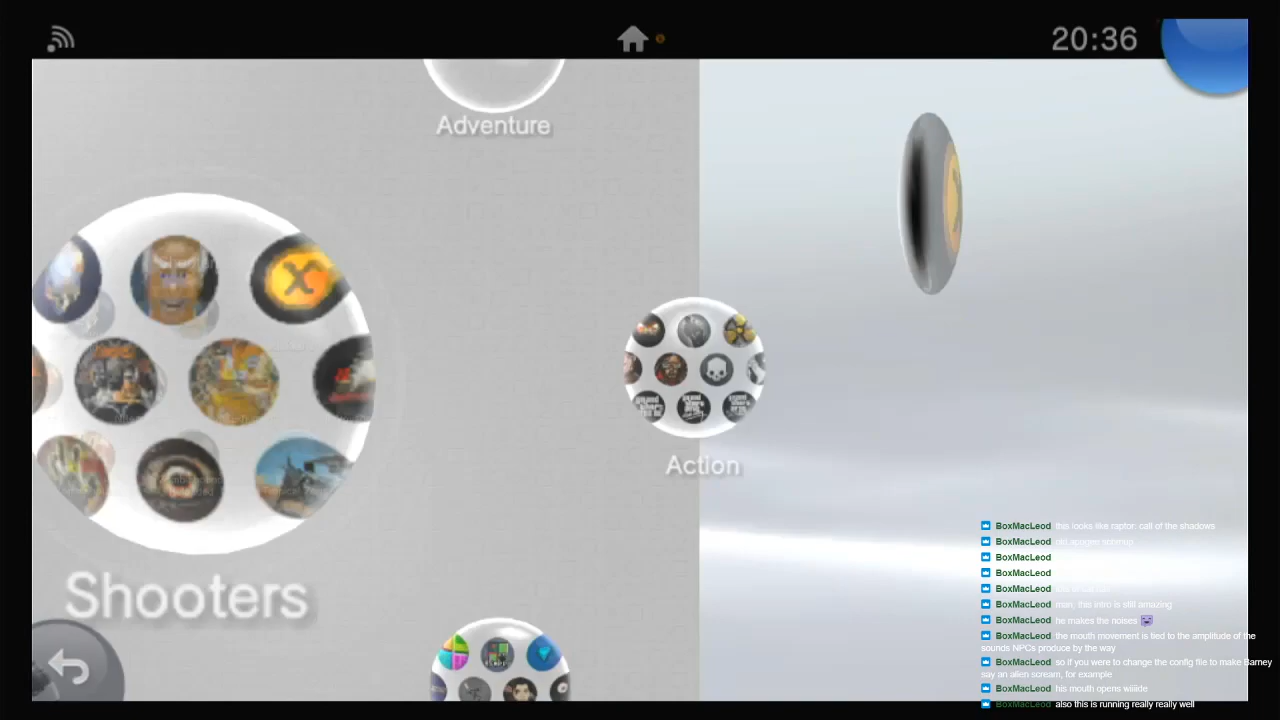 20:36
Adventure
Action
Shooters
BoxMacLeod this looks like raptor: call of the shadows
BoxMacLeod old apogee schmup
BoxMacLeod
BoxMacLeod
BoxMacLeod
BoxMacLeod man, this intro is still amazing
BoxMacLeod he makes the noises
BoxMacLeod the mouth movement is tied to the amplitude of the
sounds NPCs produce by the way
BoxMacLeod so if you were to change the config file to make Barney
say an alien scream, for example
BoxMacLeod his mouth opens wiiiide
BoxMacLeod also this is running really really well